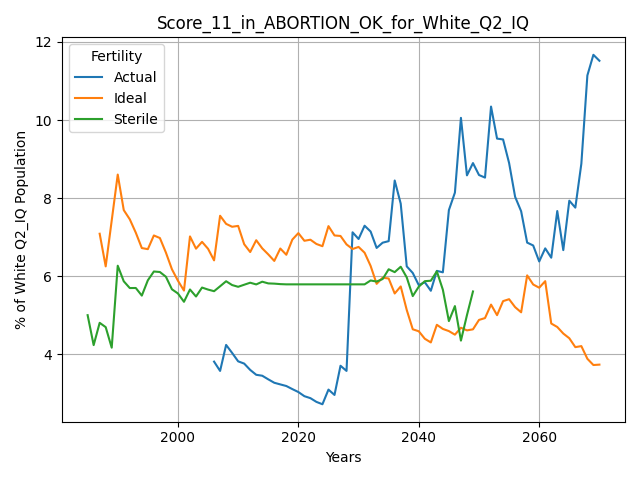 Score_11_in_ABORTION_OK_for_White_Q2_IQ
Fertility
Actual
Ideal
Sterile
% of White Q2_IQ Population
12
10
8
6
4
2000
2020
2040
2060
Years